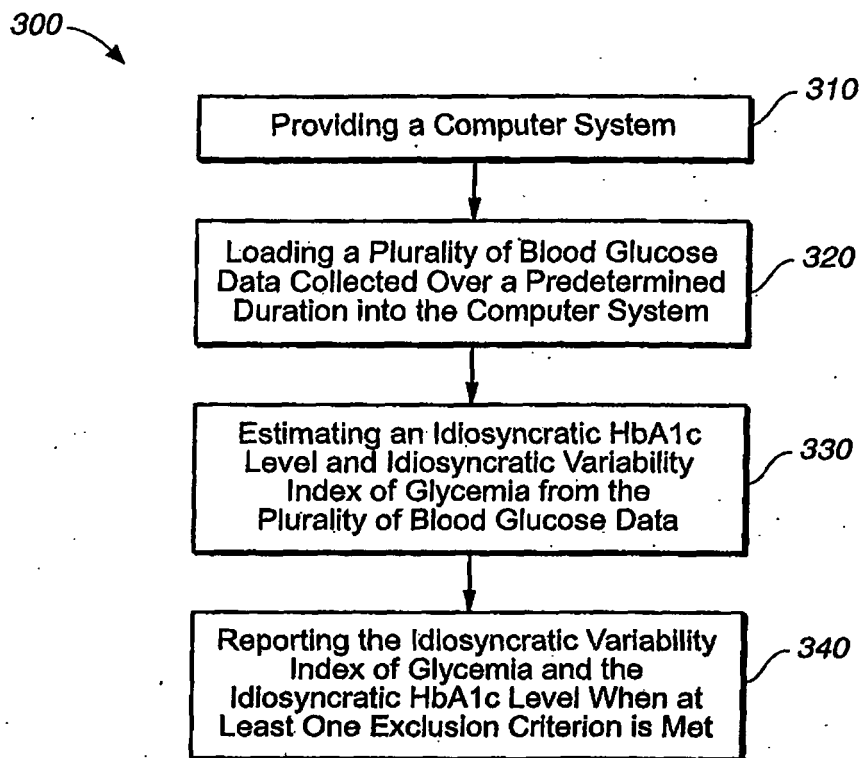 300
310
Providing a Computer System
Loading a Plurality of Blood Glucose
Data Collected Over a Predetermined
Duration into the Computer System
320
Estimating an Idiosyncratic HbA1c
Level and Idiosyncratic Variability
Index of Glycemia from the
Plurality of Blood Glucose Data
330
Reporting the Idiosyncratic Variability
Index of Glycemia and the
Idiosyncratic HbA1c Level When at
Least One Exclusion Criterion is Met
340